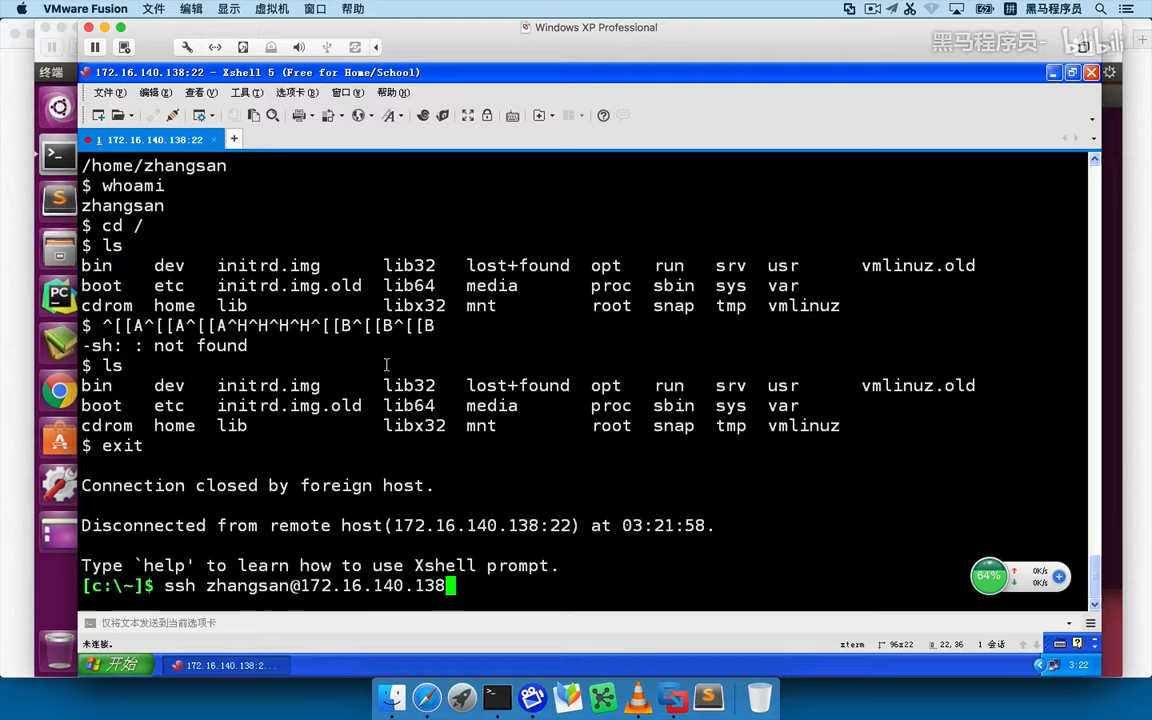 VMware Fusion 文件 编辑 显示 虚拟机 窗口 帮助 黑马程序员
Windows XP Professional
黑马程序员- bilibili
终端
172.16.140.138:22 - Xshell 5 (Free for Home/School)
文件(F) 编辑(E) 查看(V) 工具(T) 选项卡(B) 窗口(W) 帮助(H)
1 172.16.140.138:22
/home/zhangsan
$ whoami
zhangsan
$ cd /
$ ls
bin dev initrd.img lib32 lost+found opt run srv usr vmlinuz.old
boot etc initrd.img.old lib64 media proc sbin sys var
cdrom home lib libx32 mnt root snap tmp vmlinuz
$ ^[[A^[[A^[[A^H^H^H^H^[[B^[[B^[[B
-sh: : not found
$ ls
bin dev initrd.img lib32 lost+found opt run srv usr vmlinuz.old
boot etc initrd.img.old lib64 media proc sbin sys var
cdrom home lib libx32 mnt root snap tmp vmlinuz
$ exit
Connection closed by foreign host.
Disconnected from remote host(172.16.140.138:22) at 03:21:58.
Type `help' to learn how to use Xshell prompt.
[c:\~]$ ssh zhangsan@172.16.140.138
64% 0K/s
0K/s
仅将文本发送到当前选项卡
未连接。 xterm 96x22 22,36 1 会话
开始 172.16.140.138:2... 3:22